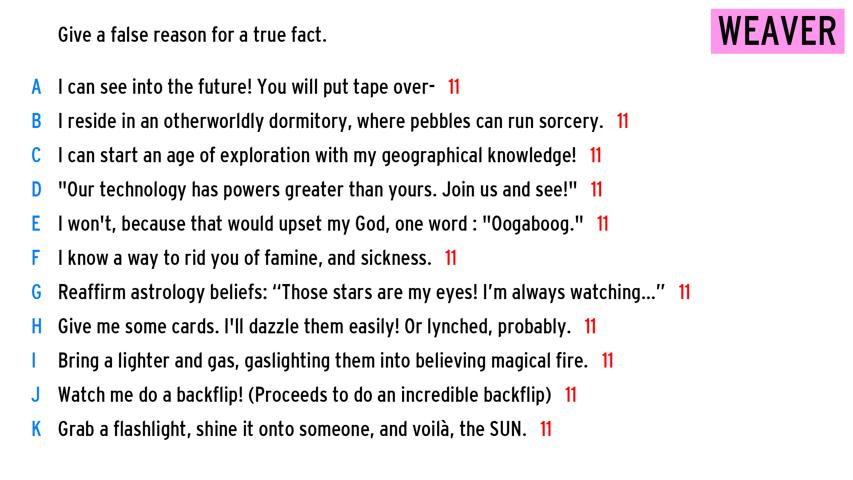 Give a false reason for a true fact.
WEAVER
A I can see into the future! You will put tape over- 11
B I reside in an otherworldly dormitory, where pebbles can run sorcery. 11
C I can start an age of exploration with my geographical knowledge! 11
D "Our technology has powers greater than yours. Join us and see!" 11
E I won't, because that would upset my God, one word : "Oogaboog." 11
F I know a way to rid you of famine, and sickness. 11
G Reaffirm astrology beliefs: “Those stars are my eyes! I’m always watching...” 11
H Give me some cards. I'll dazzle them easily! Or lynched, probably. 11
I Bring a lighter and gas, gaslighting them into believing magical fire. 11
J Watch me do a backflip! (Proceeds to do an incredible backflip) 11
K Grab a flashlight, shine it onto someone, and voilà, the SUN. 11